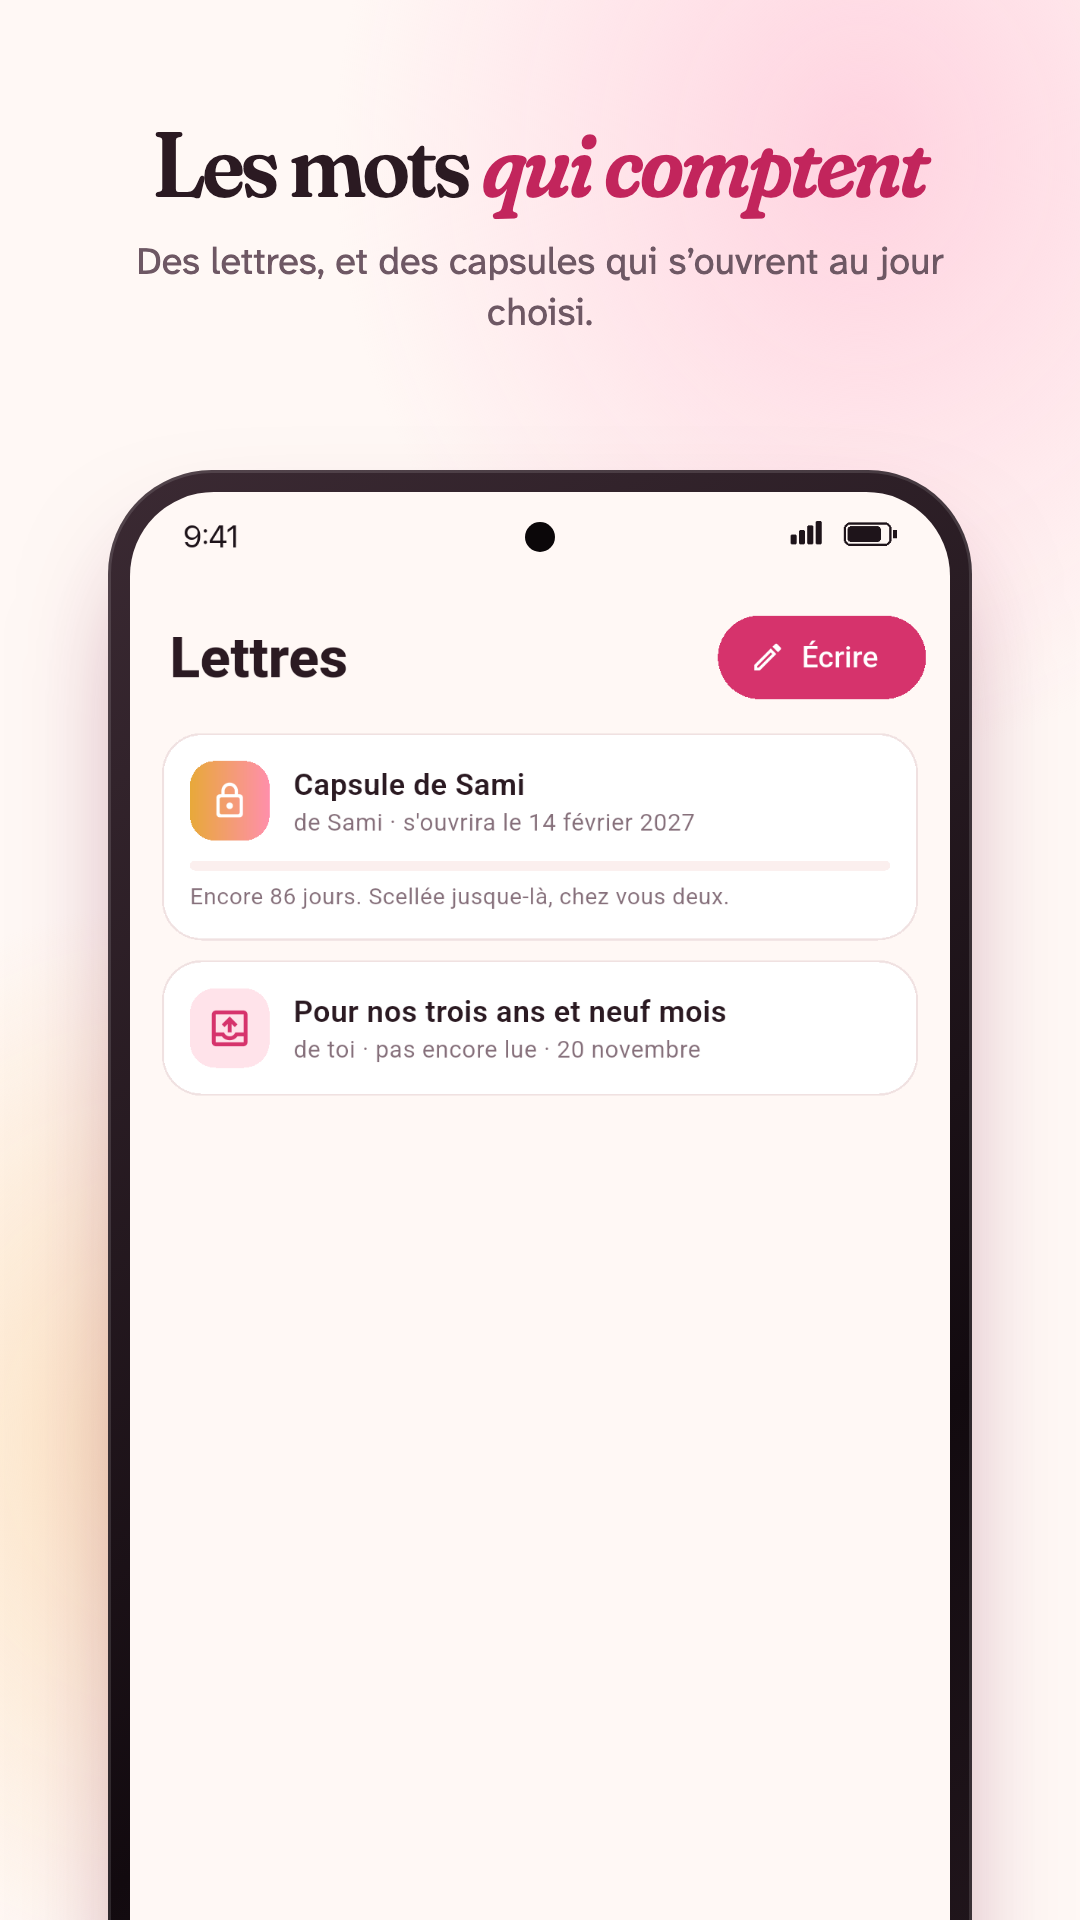 Les mots qui comptent
Des lettres, et des capsules qui s’ouvrent au jour
choisi.
9:41
Lettres
Écrire
Capsule de Sami
de Sami · s'ouvrira le 14 février 2027
Encore 86 jours. Scellée jusque-là, chez vous deux.
Pour nos trois ans et neuf mois
de toi · pas encore lue · 20 novembre